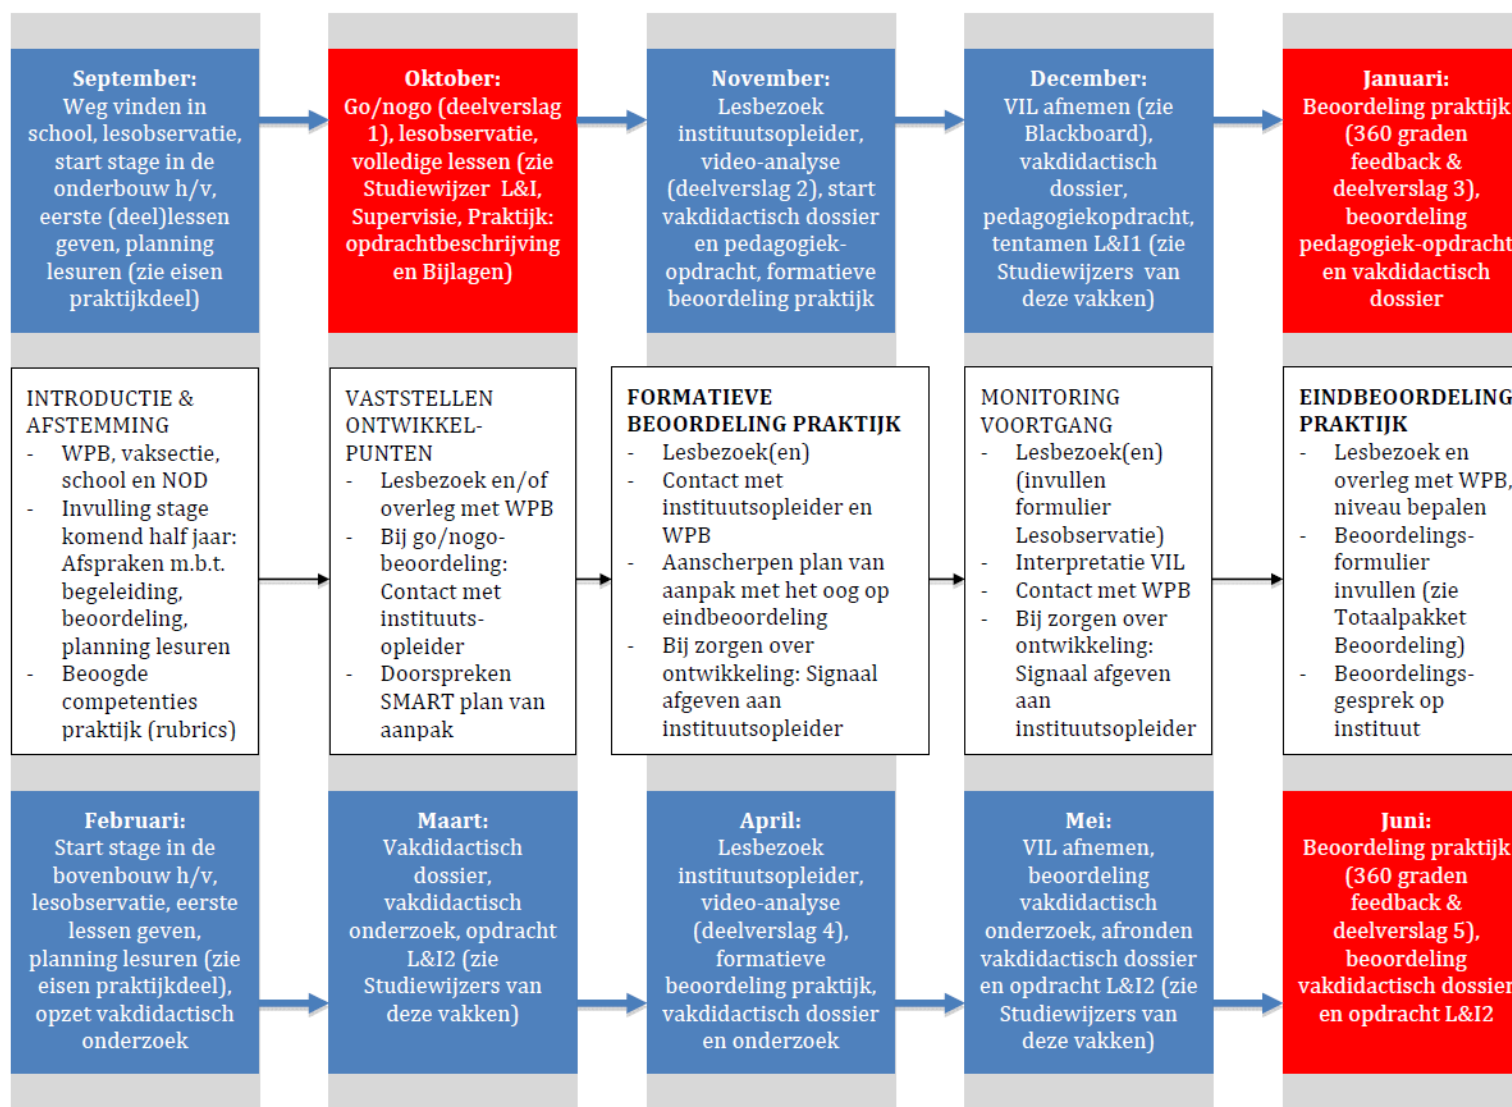 September:
Weg vinden in
school, lesobservatie,
start stage in de
onderbouw h/v,
eerste (deel)lessen
geven, planning
lesuren (zie eisen
praktijkdeel)
Oktober:
Go/nogo (deelverslag
1), lesobservatie,
volledige lessen (zie
Studiewijzer L&I,
Supervisie, Praktijk:
opdrachtbeschrijving
en Bijlagen)
November:
Lesbezoek
instituutsopleider,
video-analyse
(deelverslag 2), start
vakdidactisch dossier
en pedagogiek-
opdracht, formatieve
beoordeling praktijk
December:
VIL afnemen (zie
Blackboard),
vakdidactisch
dossier,
pedagogiekopdracht,
tentamen L&I1 (zie
Studiewijzers van
deze vakken)
Januari:
Beoordeling praktijk
(360 graden
feedback &
deelverslag 3),
beoordeling
pedagogiek-opdracht
en vakdidactisch
dossier
INTRODUCTIE &
AFSTEMMING
- WPB, vaksectie,
school en NOD
- Invulling stage
komend half jaar:
Afspraken m.b.t.
begeleiding,
beoordeling,
planning lesuren
- Beoogde
competenties
praktijk (rubrics)
VASTSTELLEN
ONTWIKKEL-
PUNTEN
- Lesbezoek en/of
overleg met WPB
- Bij go/nogo-
beoordeling:
Contact met
instituuts-
opleider
- Doorspreken
SMART plan van
aanpak
FORMATIEVE
BEOORDELING PRAKTIJK
- Lesbezoek(en)
- Contact met
instituutsopleider en
WPB
- Aanscherpen plan van
aanpak met het oog op
eindbeoordeling
- Bij zorgen over
ontwikkeling: Signaal
afgeven aan
instituutsopleider
MONITORING
VOORTGANG
- Lesbezoek(en)
(invullen
formulier
Lesobservatie)
- Interpretatie VIL
- Contact met WPB
- Bij zorgen over
ontwikkeling:
Signaal afgeven
aan
instituutsopleider
EINDBEOORDELING
PRAKTIJK
- Lesbezoek en
overleg met WPB,
niveau bepalen
- Beoordelings-
formulier
invullen (zie
Totaalpakket
Beoordeling)
- Beoordelings-
gesprek op
instituut
Februari:
Start stage in de
bovenbouw h/v,
lesobservatie, eerste
lessen geven,
planning lesuren (zie
eisen praktijkdeel),
opzet vakdidactisch
onderzoek
Maart:
Vakdidactisch
dossier,
vakdidactisch
onderzoek, opdracht
L&I2 (zie
Studiewijzers van
deze vakken)
April:
Lesbezoek
instituutsopleider,
video-analyse
(deelverslag 4),
formatieve
beoordeling praktijk,
vakdidactisch dossier
en onderzoek
Mei:
VIL afnemen,
beoordeling
vakdidactisch
onderzoek, afronden
vakdidactisch dossier
en opdracht L&I2 (zie
Studiewijzers van
deze vakken)
Juni:
Beoordeling praktijk
(360 graden
feedback &
deelverslag 5),
beoordeling
vakdidactisch dossier
en opdracht L&I2